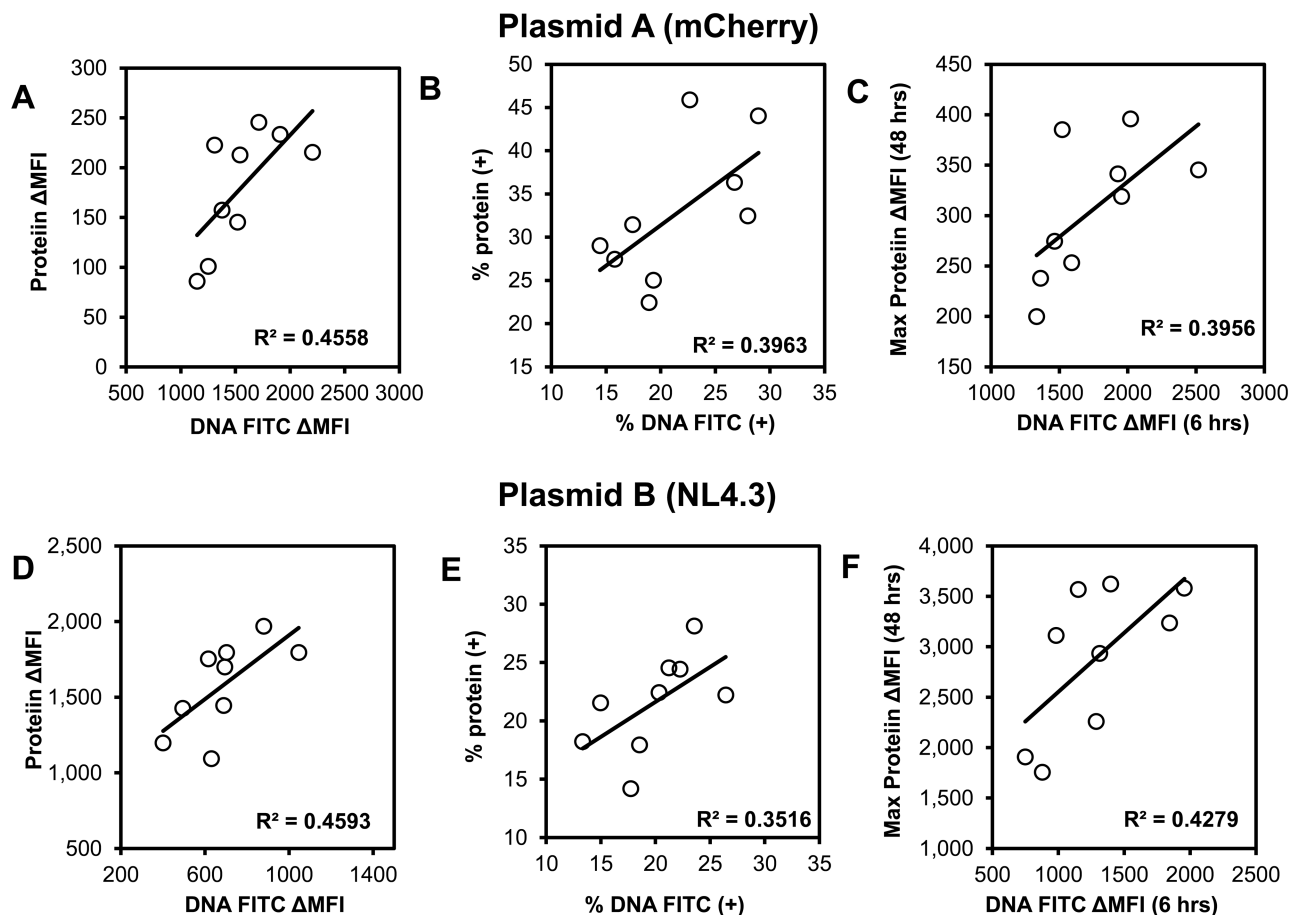 Plasmid A (mCherry)
A
Proteiin ΔMFI
300
250
200
150
100
50
0
500 1000 1500 2000 2500 3000
DNA FITC ΔMFI
R² = 0.4558
B
% protein (+)
50
45
40
35
30
25
20
15
10 15 20 25 30 35
% DNA FITC (+)
R² = 0.3963
C
Max Proteiin ΔMFI (48 hrs)
450
400
350
300
250
200
150
1000 1500 2000 2500 3000
DNA FITC ΔMFI (6 hrs)
R² = 0.3956
Plasmid B (NL4.3)
D
Proteiin ΔMFI
2,500
2,000
1,500
1,000
500
200 600 1000 1400
DNA FITC ΔMFI
R² = 0.4593
E
% protein (+)
35
30
25
20
15
10
10 15 20 25 30 35
% DNA FITC (+)
R² = 0.3516
F
Max Proteiin ΔMFI (48 hrs)
4,000
3,500
3,000
2,500
2,000
1,500
1,000
500 1000 1500 2000 2500
DNA FITC ΔMFI (6 hrs)
R² = 0.4279